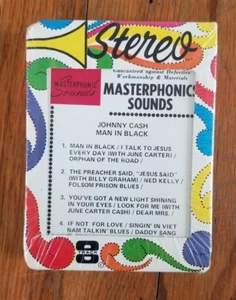 Stereo
Guaranteed against Defective
Workmanship & Materials
MASTERPHONIC
Sounds
MASTERPHONIC
SOUNDS
JOHNNY CASH
MAN IN BLACK
1. MAN IN BLACK / I TALK TO JESUS
EVERY DAY (WITH JUNE CARTER) /
ORPHAN OF THE ROAD /
2. THE PREACHER SAID, "JESUS SAID"
(WITH BILLY GRAHAM) / NED KELLY /
FOLSOM PRISON BLUES /
3. YOU'VE GOT A NEW LIGHT SHINING
IN YOUR EYES / LOOK FOR ME (WITH
JUNE CARTER CASH) / DEAR MRS. /
4. IF NOT FOR LOVE / SINGIN' IN VIET
NAM TALKIN' BLUES / DADDY SANG
8
TRACK